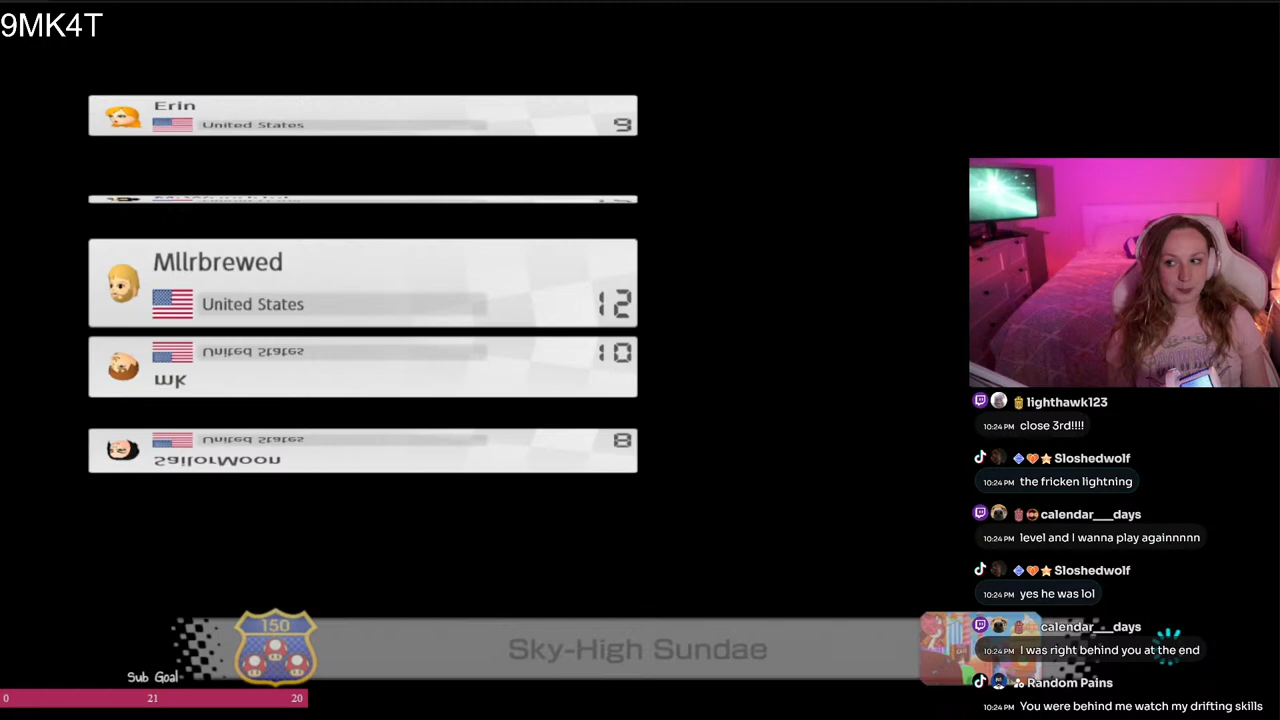 9MK4T
Erin
United States
9
Mllrbrewed
United States
12
United States
10
mk
United States
8
SailorMoon
150
Sky-High Sundae
Sub Goal
0 21 20
lighthawk123
10:24 PM close 3rd!!!!
Sloshedwolf
10:24 PM the fricken lightning
calendar___days
10:24 PM level and I wanna play againnnnn
Sloshedwolf
10:24 PM yes he was lol
calendar___days
10:24 PM I was right behind you at the end
Random Pains
10:24 PM You were behind me watch my drifting skills